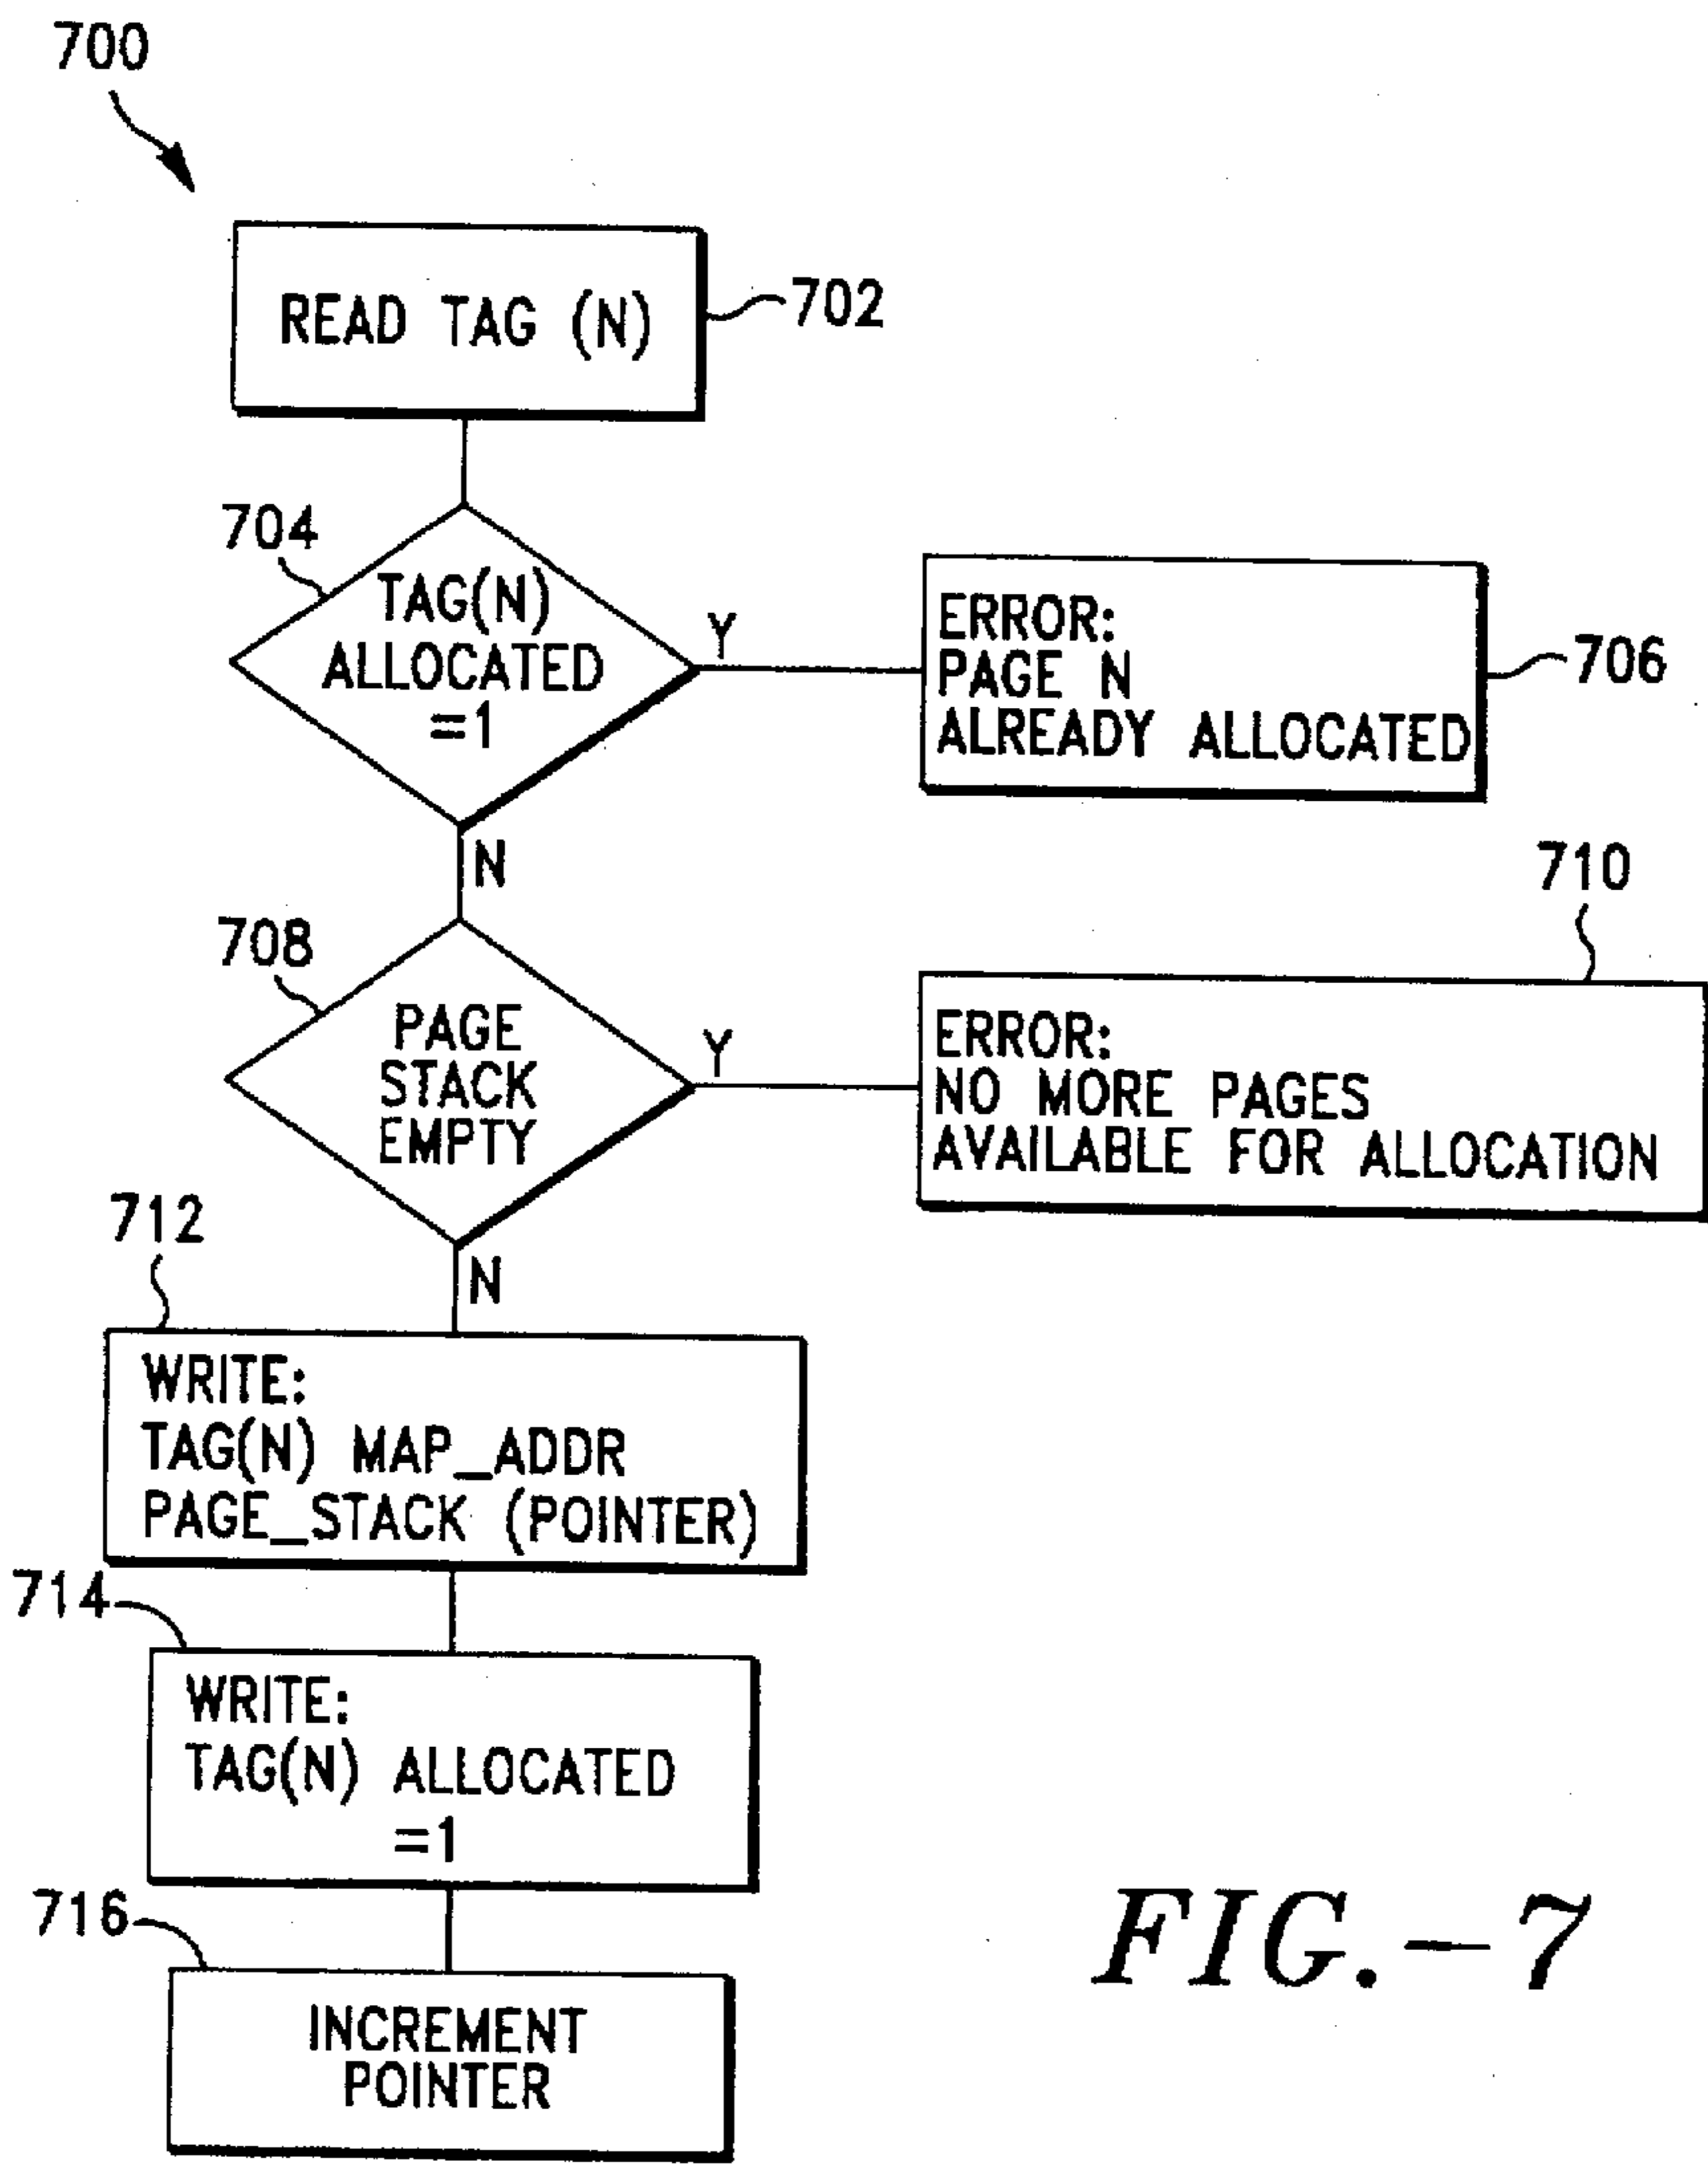 700
READ TAG (N)
702
704
TAG(N)
ALLOCATED
=1
Y
ERROR:
PAGE N
ALREADY ALLOCATED
706
N
708
PAGE
STACK
EMPTY
Y
710
ERROR:
NO MORE PAGES
AVAILABLE FOR ALLOCATION
N
712
WRITE:
TAG(N) MAP_ADDR
PAGE_STACK (POINTER)
714
WRITE:
TAG(N) ALLOCATED
=1
716
INCREMENT
POINTER
FIG.-7